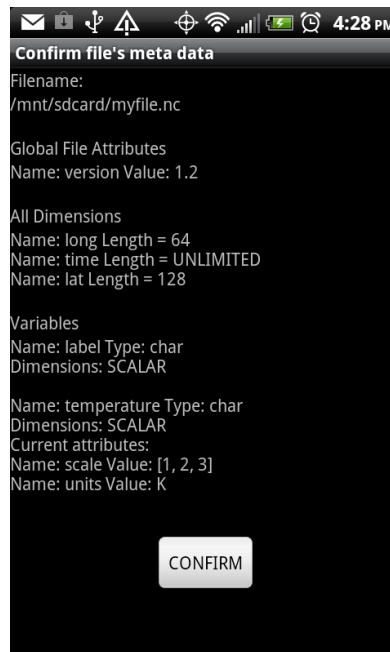 4:28 PM
Confirm file's meta data
Filename:
/mnt/sdcard/myfile.nc
Global File Attributes
Name: version Value: 1.2
All Dimensions
Name: long Length = 64
Name: time Length = UNLIMITED
Name: lat Length = 128
Variables
Name: label Type: char
Dimensions: SCALAR
Name: temperature Type: char
Dimensions: SCALAR
Current attributes:
Name: scale Value: [1, 2, 3]
Name: units Value: K
CONFIRM